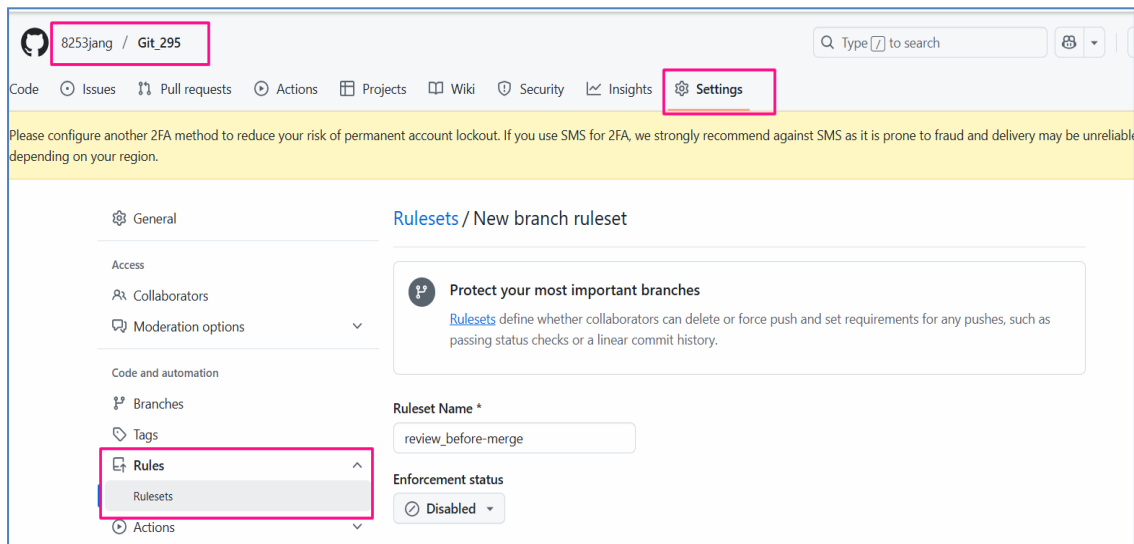 8253jang / Git_295
Type / to search
Code Issues Pull requests Actions Projects Wiki Security Insights Settings
Please configure another 2FA method to reduce your risk of permanent account lockout. If you use SMS for 2FA, we strongly recommend against SMS as it is prone to fraud and delivery may be unreliable
depending on your region.
General
Access
Collaborators
Moderation options
Code and automation
Branches
Tags
Rules
Rulesets
Actions
Rulesets / New branch ruleset
Protect your most important branches
Rulesets define whether collaborators can delete or force push and set requirements for any pushes, such as
passing status checks or a linear commit history.
Ruleset Name *
review_before-merge
Enforcement status
Disabled